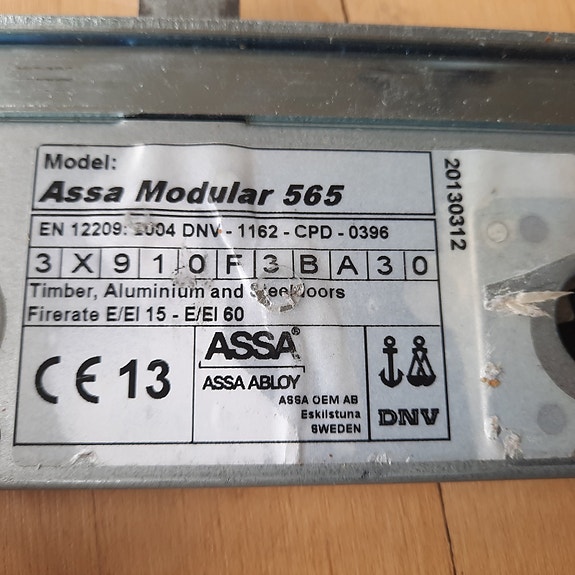 Model:
Assa Modular 565
EN 12209: 2004 DNV - 1162 - CPD - 0396
3 X 9 1 0 F 3 B A 3 0
Timber, Aluminium and Steeldoors
Firerate E/EI 15 - E/EI 60
CE 13
ASSA®
ASSA ABLOY
ASSA OEM AB
Eskilstuna
SWEDEN
DNV
20130312